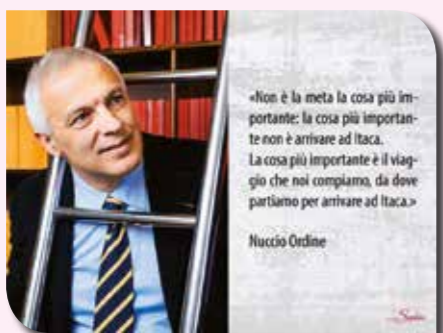 «Non è la meta la cosa più im-
portante: la cosa più importan-
te non è arrivare ad Itaca.
La cosa più importante è il viag-
gio che noi compiamo, da dove
partiamo per arrivare ad Itaca.»
Nuccio Ordine